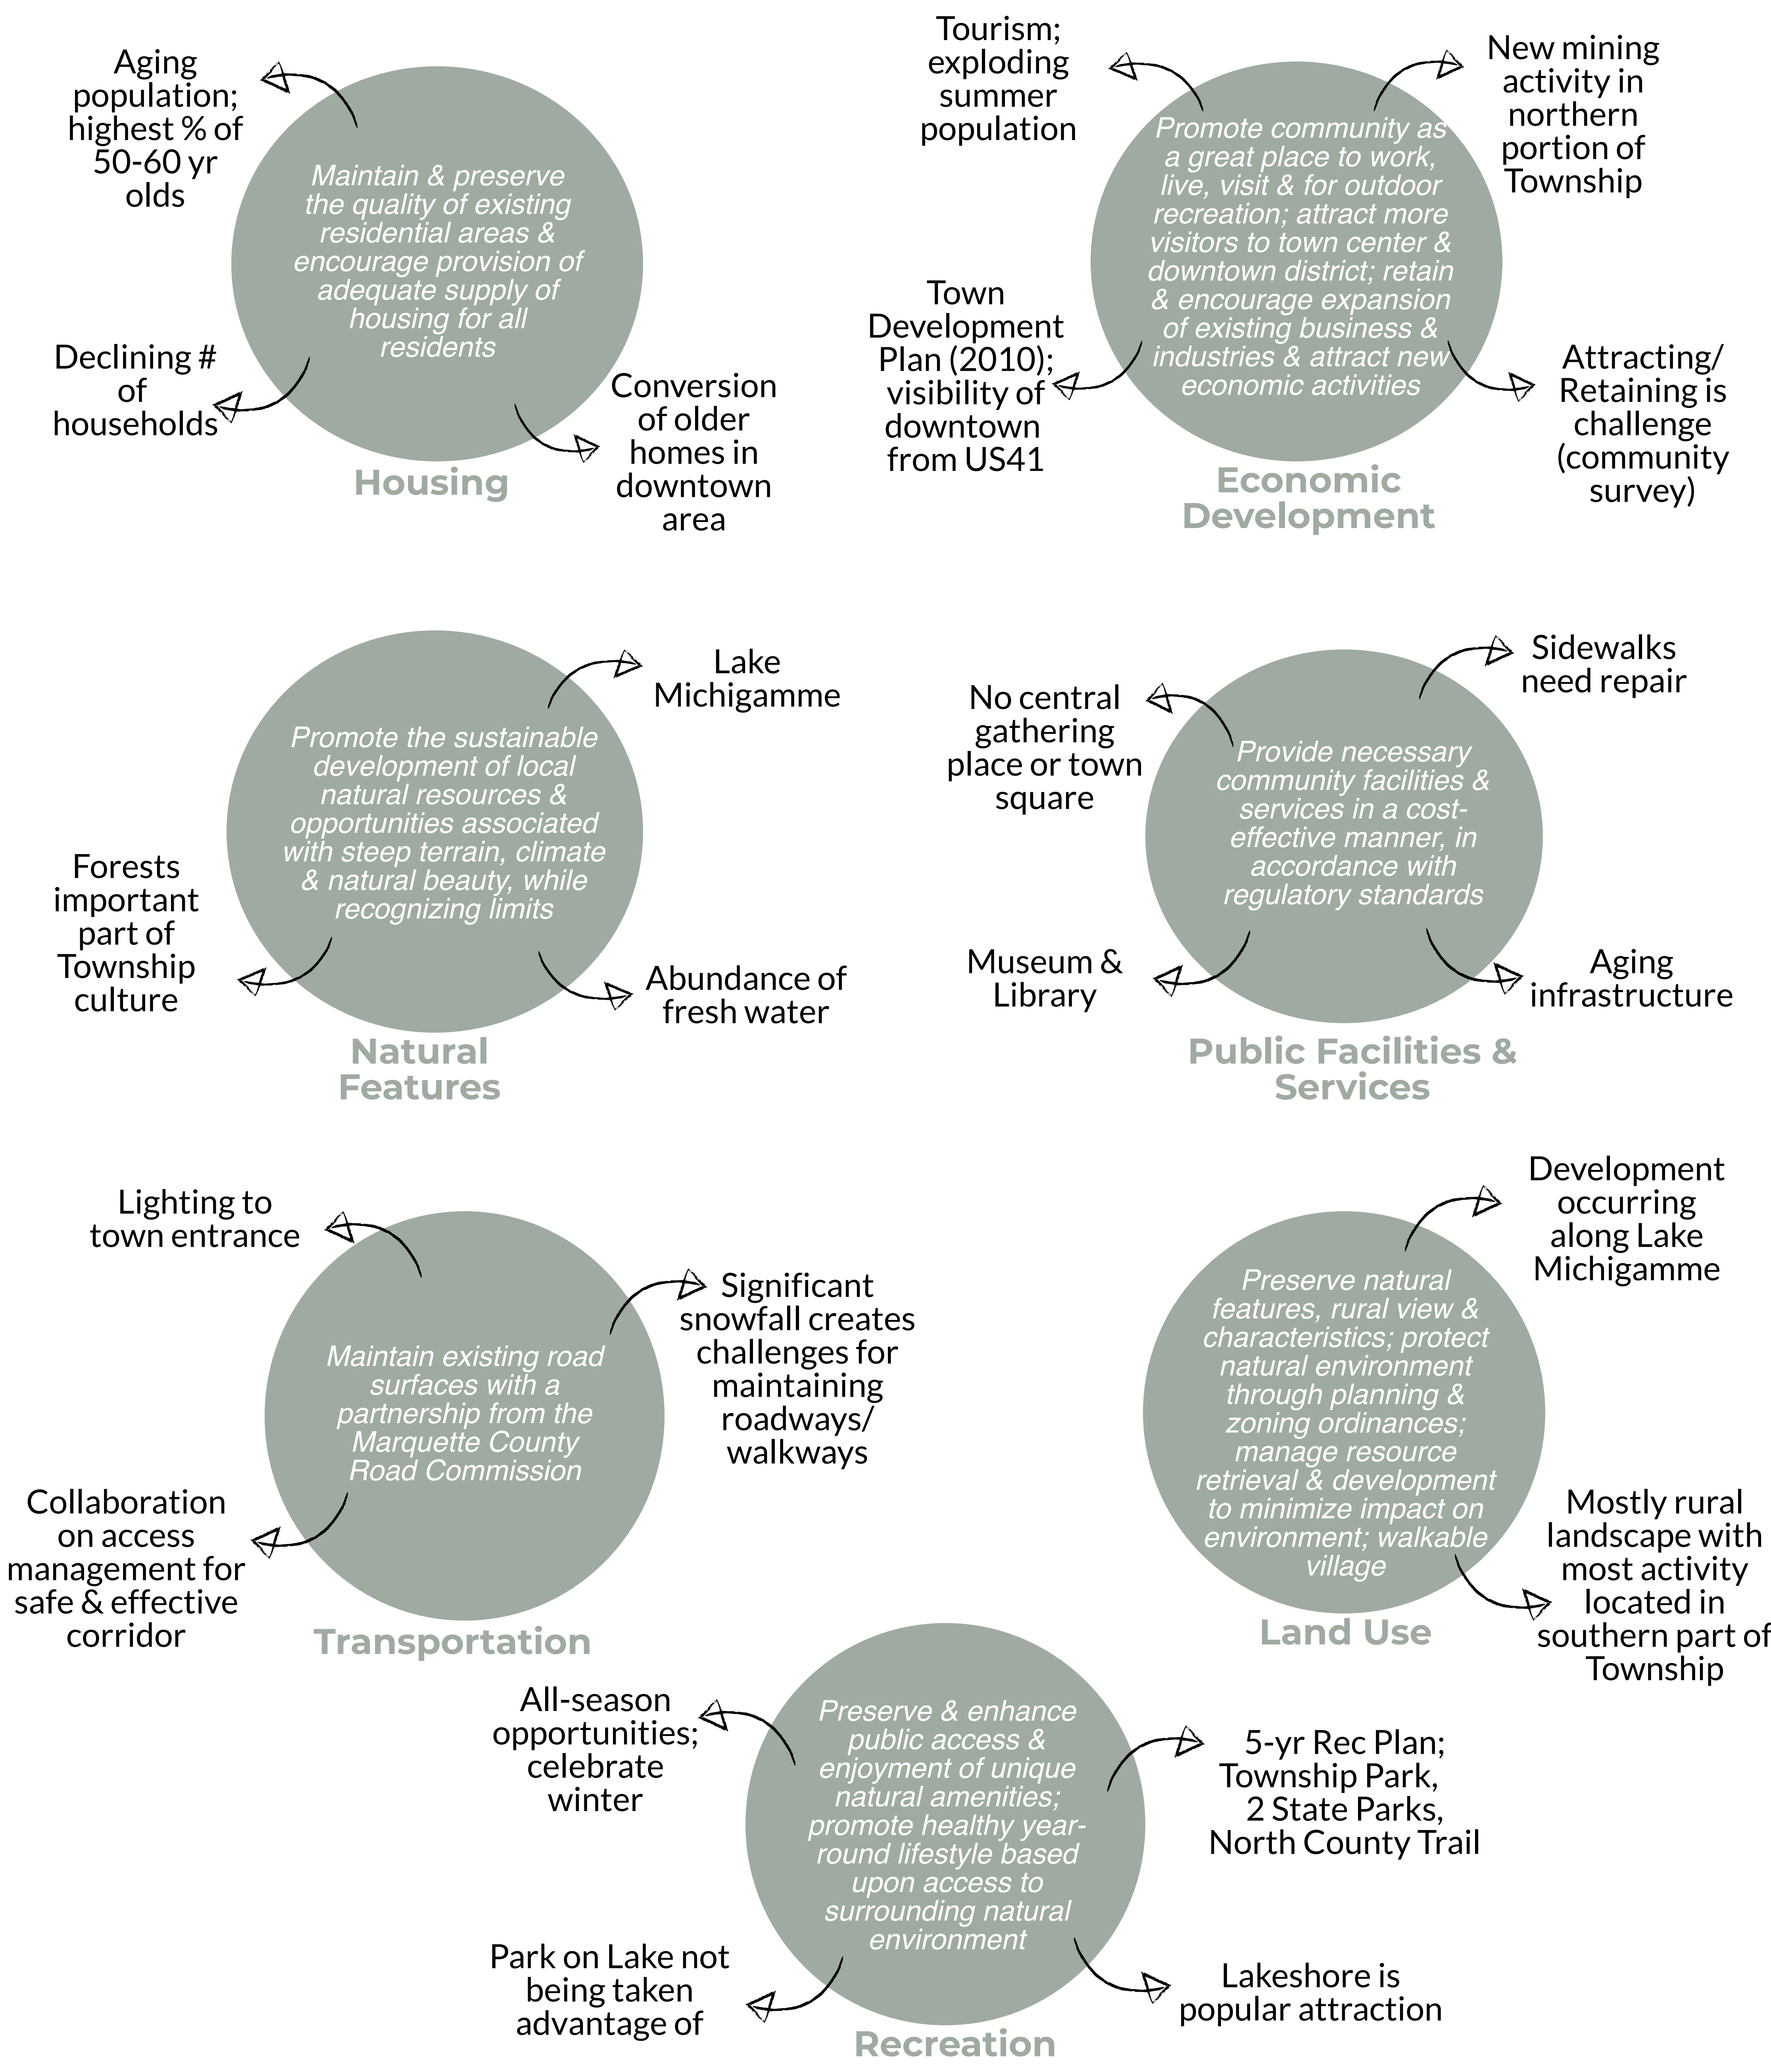 Aging
population;
highest % of
50-60 yr
olds
Maintain & preserve
the quality of existing
residential areas &
encourage provision of
adequate supply of
housing for all
residents
Declining #
of
households
Conversion
of older
homes in
downtown
area
Housing
Tourism;
exploding
summer
population
New mining
activity in
northern
portion of
Township
Promote community as
a great place to work,
live, visit & for outdoor
recreation; attract more
visitors to town center &
downtown district; retain
& encourage expansion
of existing business &
industries & attract new
economic activities
Town
Development
Plan (2010);
visibility of
downtown
from US41
Attracting/
Retaining is
challenge
(community
survey)
Economic
Development
Lake
Michigamme
Promote the sustainable
development of local
natural resources &
opportunities associated
with steep terrain, climate
& natural beauty, while
recognizing limits
Forests
important
part of
Township
culture
Abundance of
fresh water
Natural
Features
Sidewalks
need repair
No central
gathering
place or town
square
Provide necessary
community facilities &
services in a cost-
effective manner, in
accordance with
regulatory standards
Museum &
Library
Aging
infrastructure
Public Facilities &
Services
Lighting to
town entrance
Significant
snowfall creates
challenges for
maintaining
roadways/
walkways
Maintain existing road
surfaces with a
partnership from the
Marquette County
Road Commission
Collaboration
on access
management for
safe & effective
corridor
Transportation
Development
occurring
along Lake
Michigamme
Preserve natural
features, rural view &
characteristics; protect
natural environment
through planning &
zoning ordinances;
manage resource
retrieval & development
to minimize impact on
environment; walkable
village
Mostly rural
landscape with
most activity
located in
southern part of
Township
Land Use
All-season
opportunities;
celebrate
winter
Preserve & enhance
public access &
enjoyment of unique
natural amenities;
promote healthy year-
round lifestyle based
upon access to
surrounding natural
environment
5-yr Rec Plan;
Township Park,
2 State Parks,
North County Trail
Park on Lake not
being taken
advantage of
Lakeshore is
popular attraction
Recreation